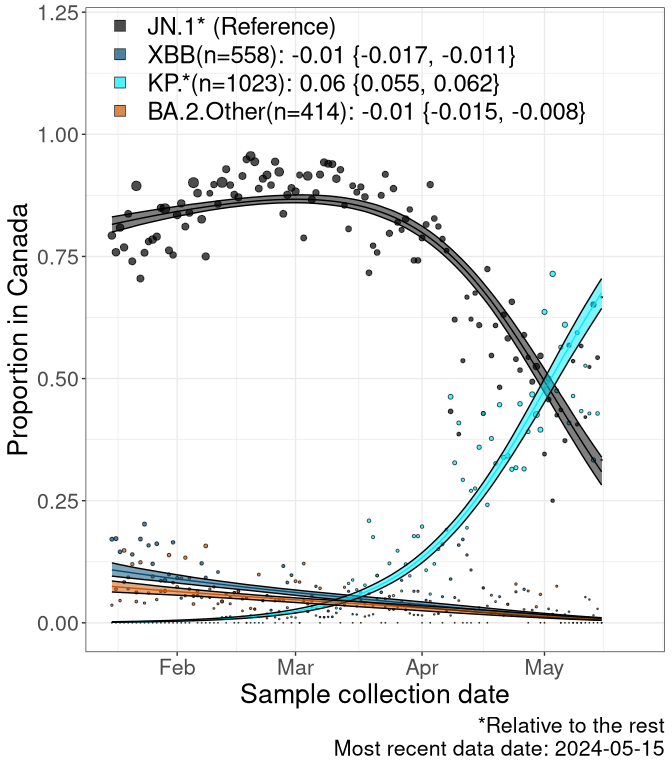 1.25
JN.1* (Reference)
XBB(n=558): -0.01 {-0.017, -0.011}
KP.*(n=1023): 0.06 {0.055, 0.062}
BA.2.Other(n=414): -0.01 {-0.015, -0.008}
1.00
0.75
0.50
0.25
0.00
Proportion in Canada
Feb Mar Apr May
Sample collection date
*Relative to the rest
Most recent data date: 2024-05-15